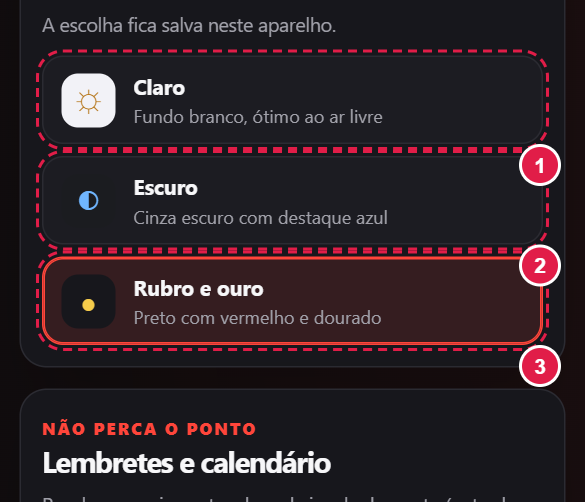 A escolha fica salva neste aparelho.
Claro
Fundo branco, ótimo ao ar livre
1
Escuro
Cinza escuro com destaque azul
2
Rubro e ouro
Preto com vermelho e dourado
3
NÃO PERCA O PONTO
Lembretes e calendário